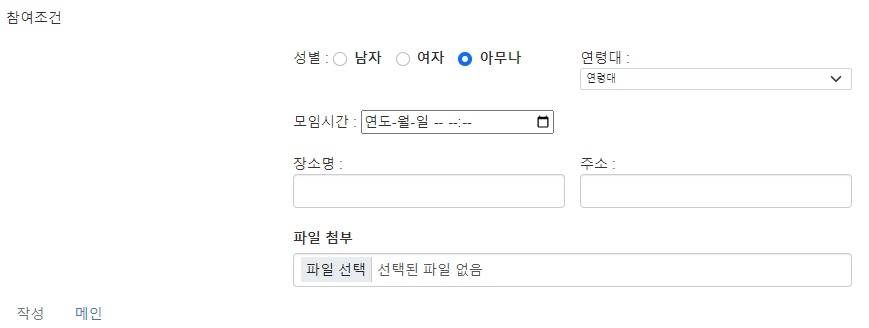 참여조건
성별 : 남자 여자 아무나 연령대 :
연령대
모임시간 : 연도-월-일 -- --:--
장소명 : 주소 :
파일 첨부
파일 선택 선택된 파일 없음
작성 메인